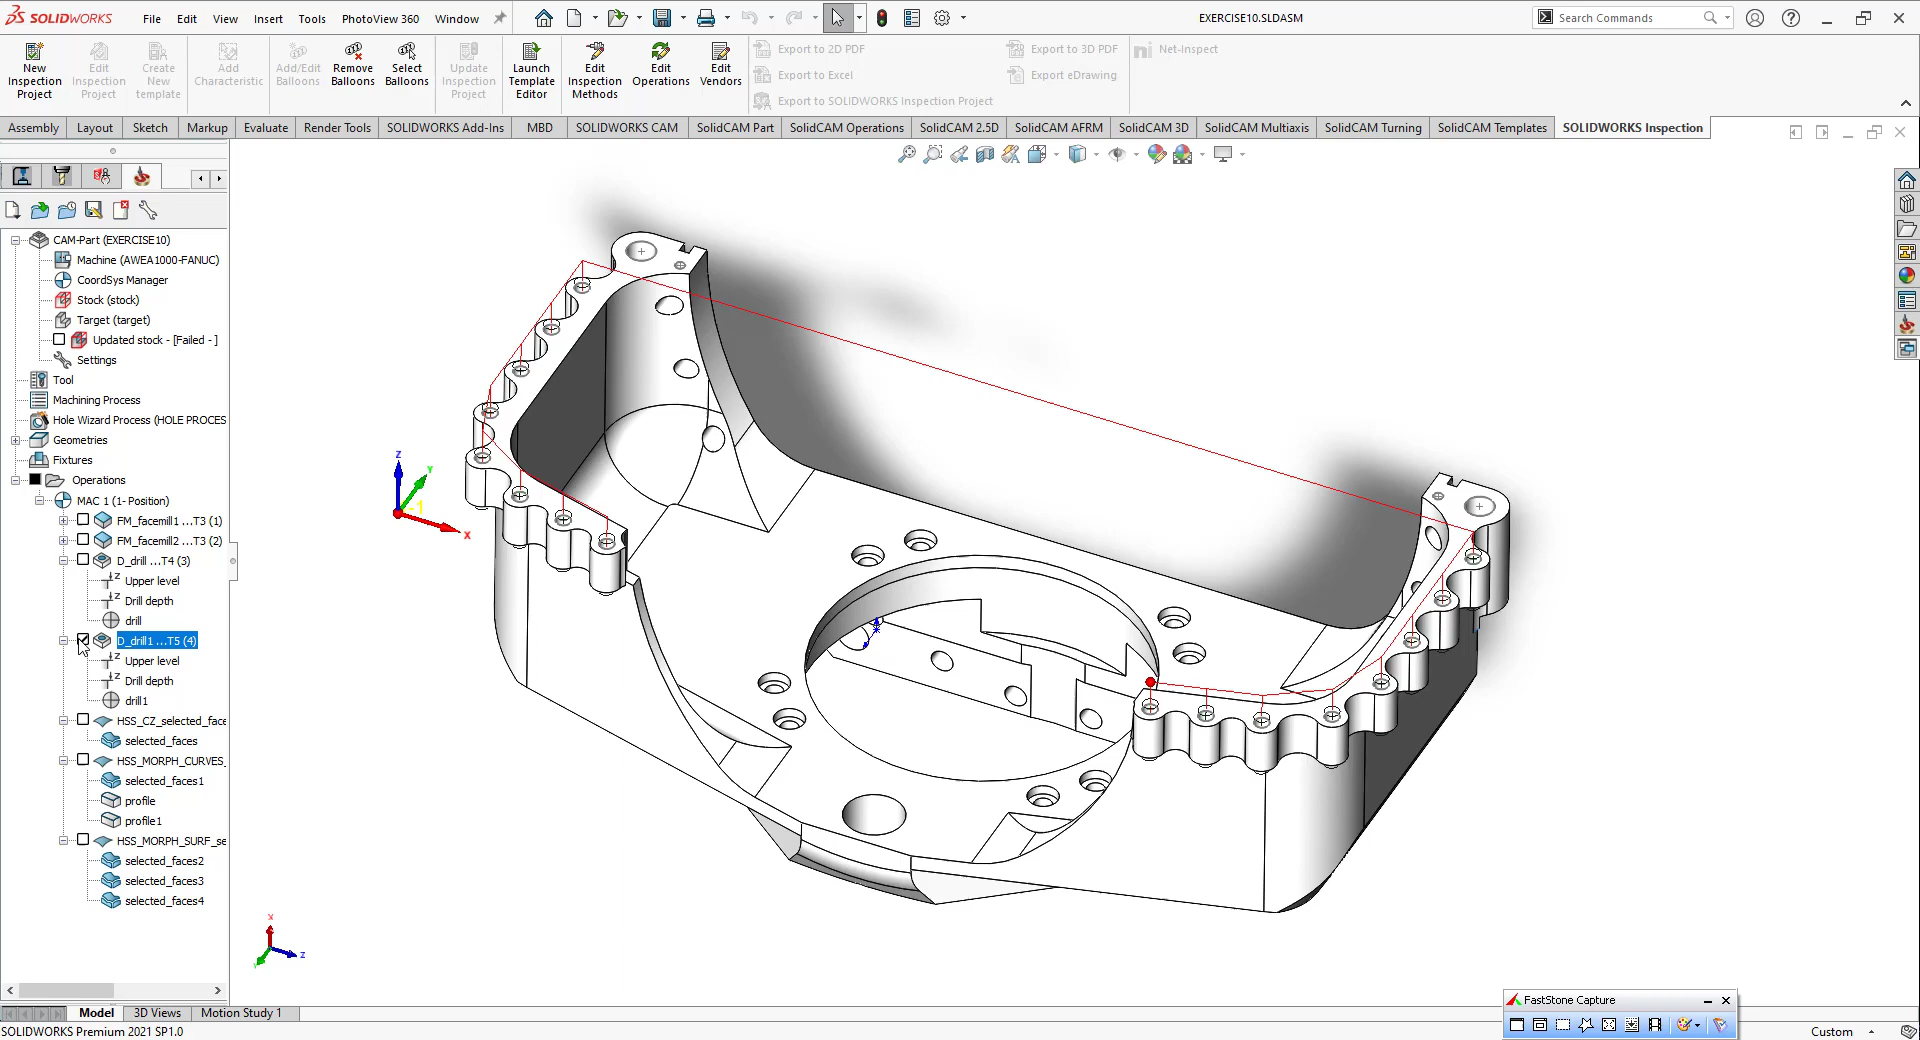 SOLIDWORKS File Edit View Insert Tools PhotoView 360 Window EXERCISE10.SLDASM Search Commands
New Inspection Project
Edit Inspection Project
Create New template
Add Characteristic
Add/Edit Balloons
Remove Balloons
Select Balloons
Update Inspection Project
Launch Template Editor
Edit Inspection Methods
Edit Operations
Edit Vendors
Export to 2D PDF
Export to Excel
Export to SOLIDWORKS Inspection Project
Export to 3D PDF
Export eDrawing
Net-Inspect
Assembly Layout Sketch Markup Evaluate Render Tools SOLIDWORKS Add-Ins MBD SOLIDWORKS CAM SolidCAM Part SolidCAM Operations SolidCAM 2.5D SolidCAM AFRM SolidCAM 3D SolidCAM Multiaxis SolidCAM Turning SolidCAM Templates SOLIDWORKS Inspection
CAM-Part (EXERCISE10)
Machine (AWEA1000-FANUC)
CoordSys Manager
Stock (stock)
Target (target)
Updated stock - [Failed - ]
Settings
Tool
Machining Process
Hole Wizard Process (HOLE PROCES
Geometries
Fixtures
Operations
MAC 1 (1- Position)
FM_facemill1 ...T3 (1)
FM_facemill2 ...T3 (2)
D_drill ...T4 (3)
Upper level
Drill depth
drill
D_drill1 ...T5 (4)
Upper level
Drill depth
drill1
HSS_CZ_selected_face
selected_faces
HSS_MORPH_CURVES_
selected_faces1
profile
profile1
HSS_MORPH_SURF_se
selected_faces2
selected_faces3
selected_faces4
Z
Y
X
X
Z
Y
Model 3D Views Motion Study 1
SOLIDWORKS Premium 2021 SP1.0
FastStone Capture
Custom